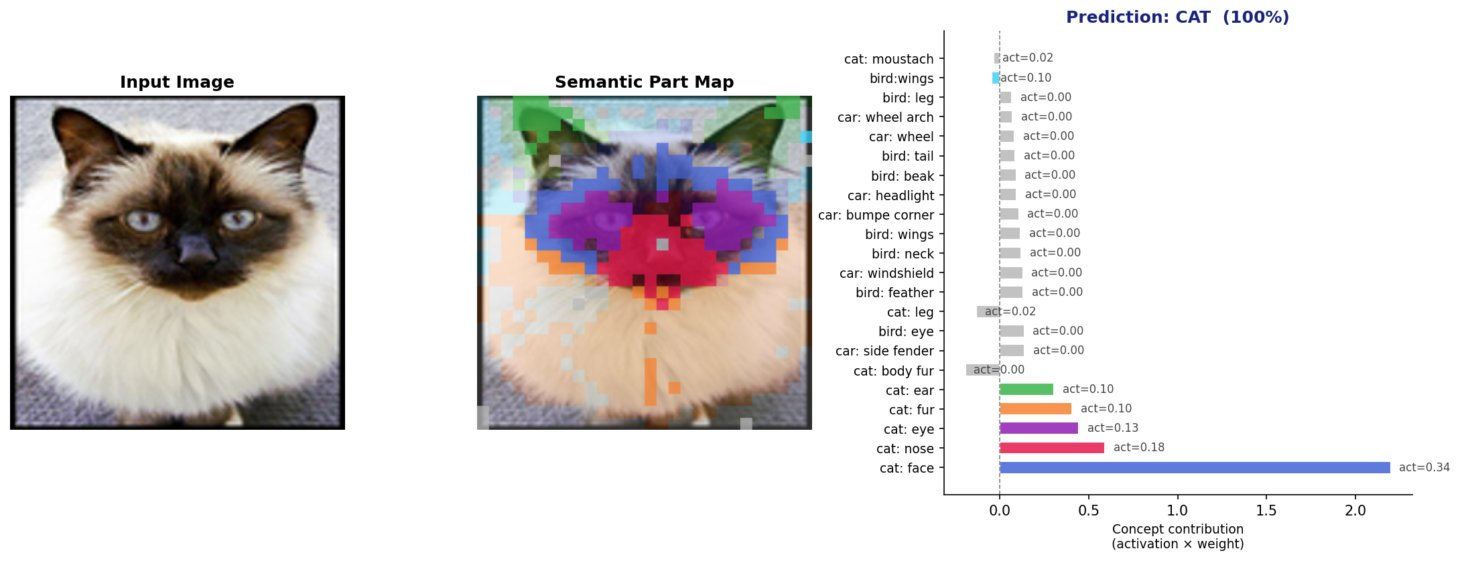 Prediction: CAT (100%)
Input Image
Semantic Part Map
cat: moustach act=0.02
bird:wings act=0.10
bird: leg act=0.00
car: wheel arch act=0.00
car: wheel act=0.00
bird: tail act=0.00
bird: beak act=0.00
car: headlight act=0.00
car: bumpe corner act=0.00
bird: wings act=0.00
bird: neck act=0.00
car: windshield act=0.00
bird: feather act=0.00
cat: leg act=0.02
bird: eye act=0.00
car: side fender act=0.00
cat: body fur act=0.00
cat: ear act=0.10
cat: fur act=0.10
cat: eye act=0.13
cat: nose act=0.18
cat: face act=0.34
0.0 0.5 1.0 1.5 2.0
Concept contribution
(activation × weight)